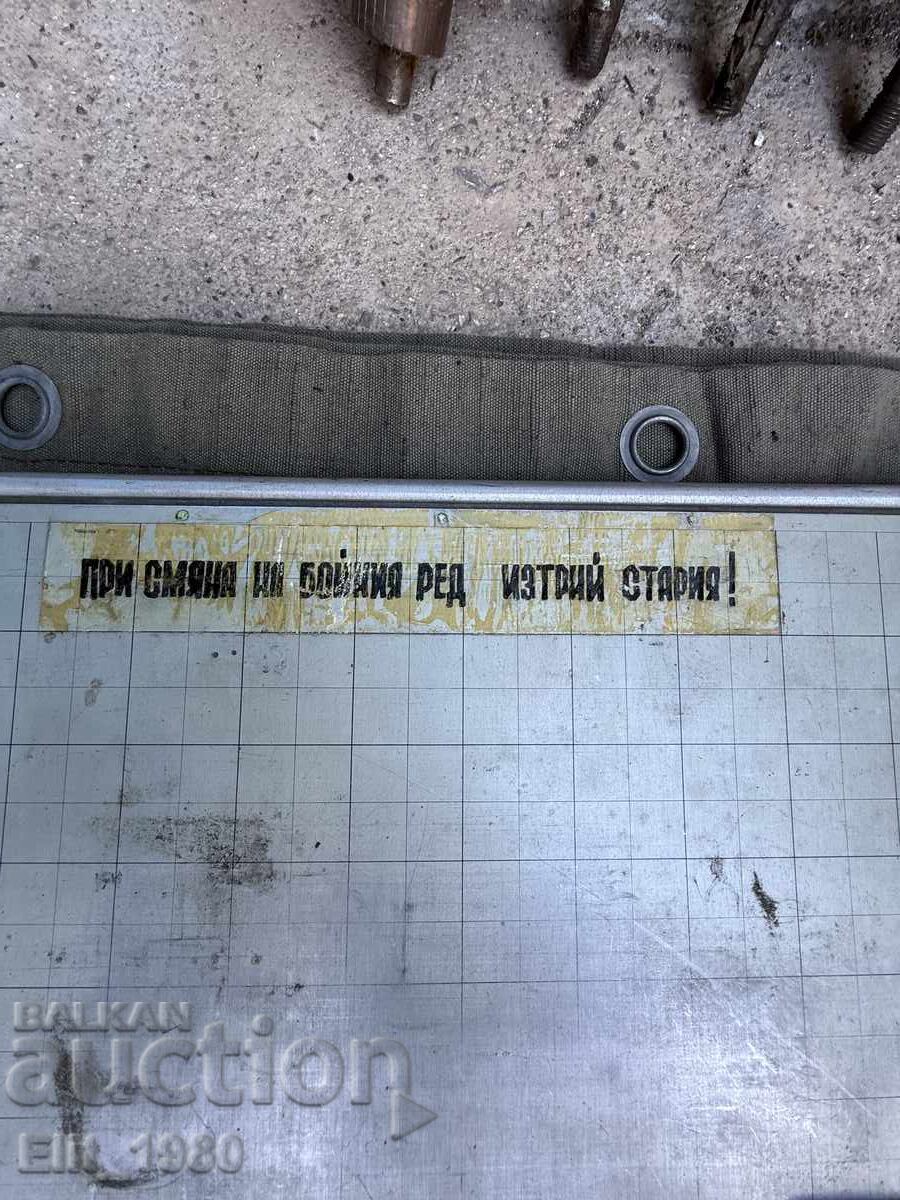 ПРИ СМЯНА НА БОЙНИЯ РЕД ИЗТРИЙ СТАРИЯ!
BALKAN
auction
Elit_1980